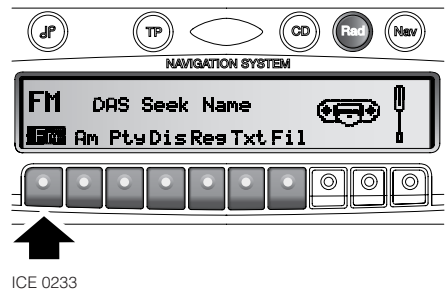 TP CD Rad Nav
NAVIGATION SYSTEM
FM DAS Seek Name
Fm Am Pty Dis Reg Txt Fil
ICE 0233